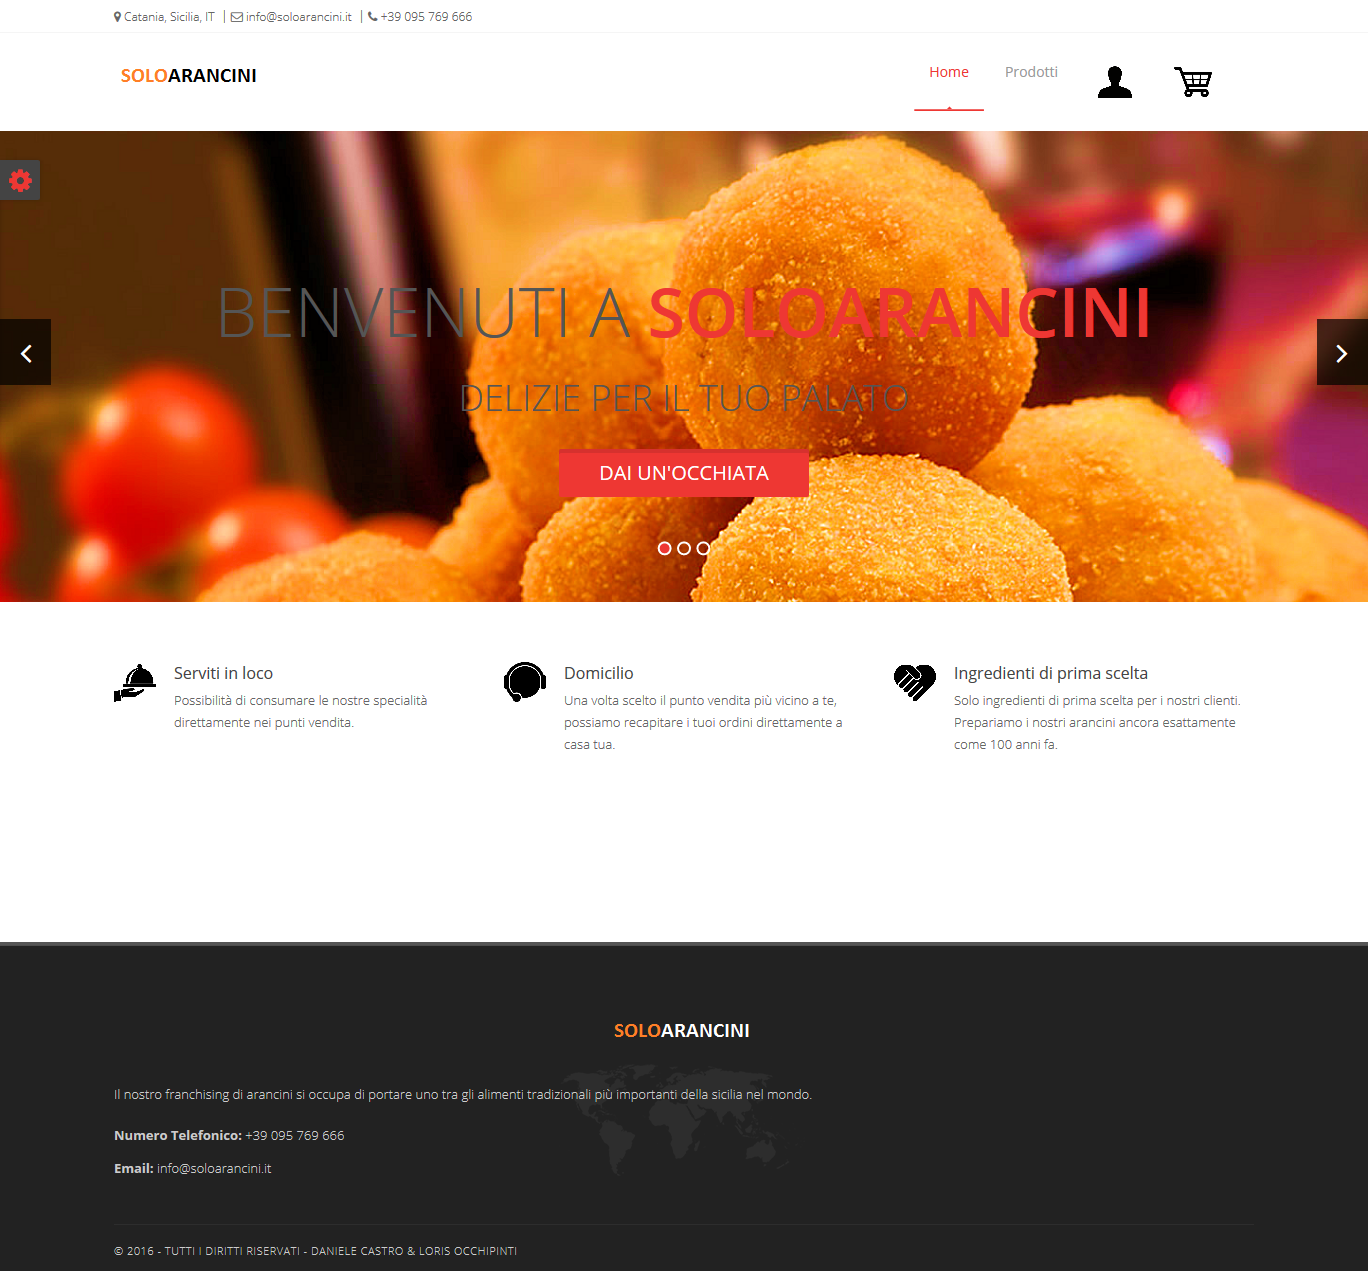 Catania, Sicilia, IT | info@soloarancini.it | +39 095 769 666
SOLOARANCINI
Home
Prodotti
BENVENUTI A SOLOARANCINI
DELIZIE PER IL TUO PALATO
DAI UN'OCCHIATA
Serviti in loco
Possibilità di consumare le nostre specialità
direttamente nei punti vendita.
Domicilio
Una volta scelto il punto vendita più vicino a te,
possiamo recapitare i tuoi ordini direttamente a
casa tua.
Ingredienti di prima scelta
Solo ingredienti di prima scelta per i nostri clienti.
Prepariamo i nostri arancini ancora esattamente
come 100 anni fa.
SOLOARANCINI
Il nostro franchising di arancini si occupa di portare uno tra gli alimenti tradizionali più importanti della sicilia nel mondo.
Numero Telefonico: +39 095 769 666
Email: info@soloarancini.it
© 2016 - TUTTI I DIRITTI RISERVATI - DANIELE CASTRO & LORIS OCCHIPINTI